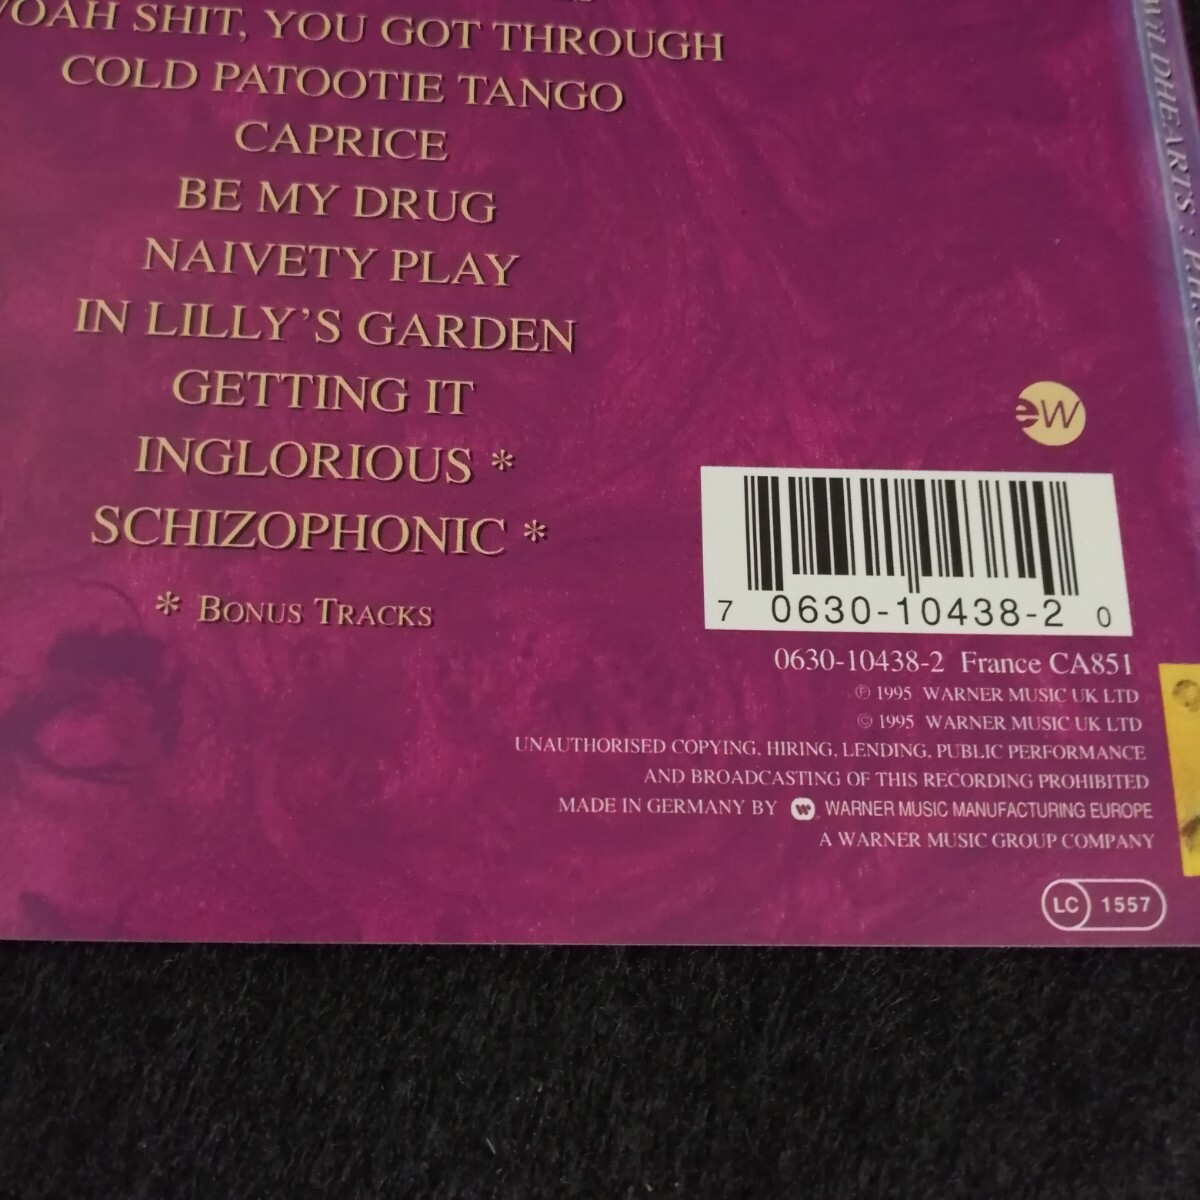 SHIT, YOU GOT THROUGH
COLD PATOOTIE TANGO
CAPRICE
BE MY DRUG
NAIVETY PLAY
IN LILLY'S GARDEN
GETTING IT
INGLORIOUS *
SCHIZOPHONIC *
* BONUS TRACKS
WiLDHEARTS :
ew
7 0630-10438-2 0
0630-10438-2 France CA851
℗ 1995 WARNER MUSIC UK LTD
© 1995 WARNER MUSIC UK LTD
UNAUTHORISED COPYING, HIRING, LENDING, PUBLIC PERFORMANCE
AND BROADCASTING OF THIS RECORDING PROHIBITED
MADE IN GERMANY BY W WARNER MUSIC MANUFACTURING EUROPE
A WARNER MUSIC GROUP COMPANY
LC 1557